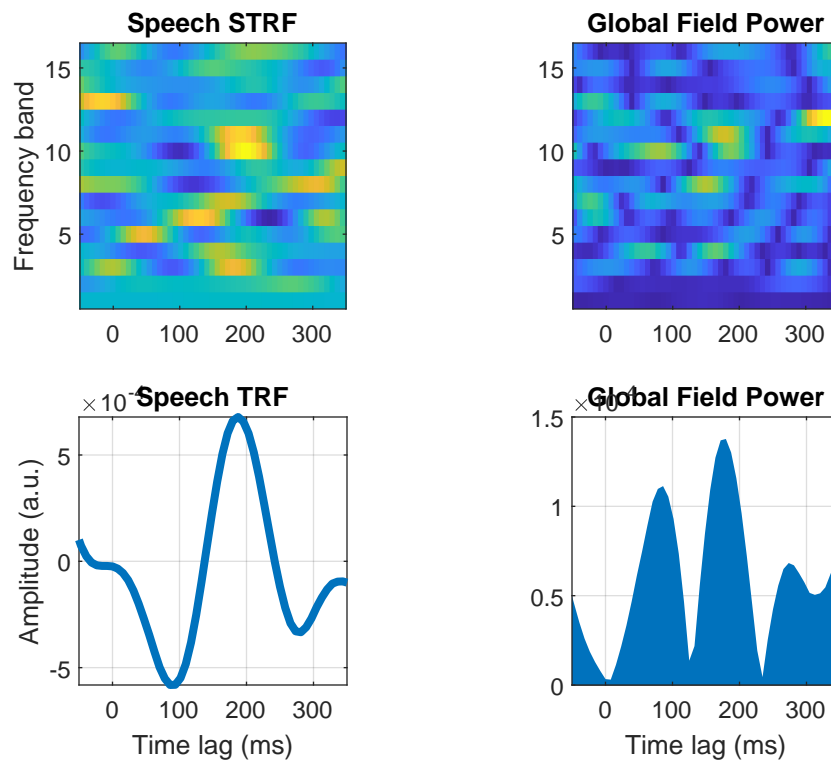 Speech STRF
Frequency band
15
10
5
0 100 200 300
Global Field Power
15
10
5
0 100 200 300
Speech TRF
× 10-4
Amplitude (a.u.)
5
0
-5
0 100 200 300
Time lag (ms)
Global Field Power
1.5
1
0.5
0
0 100 200 300
Time lag (ms)